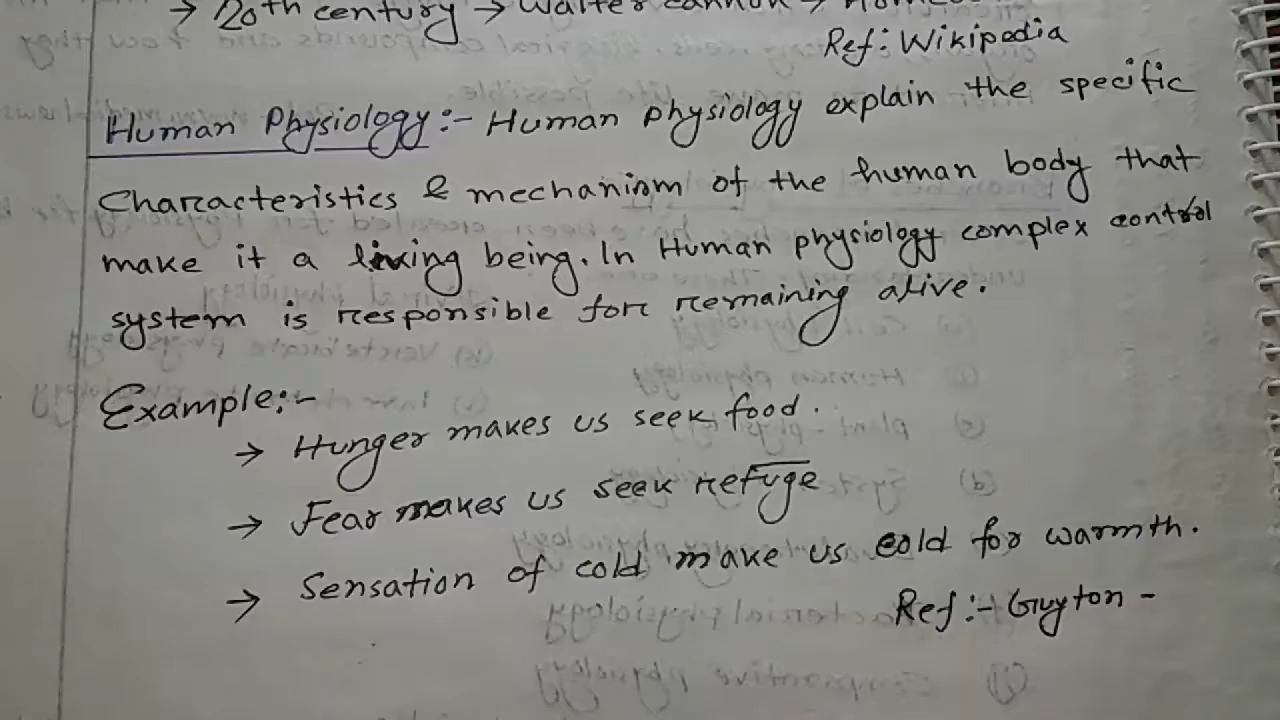 → 20th century → Walter cannon →
Ref: Wikipedia
Human Physiology:- Human physiology explain the specific
Characteristics & mechanism of the human body that
make it a living being. In Human physiology complex control
system is responsible for remaining alive.
Example:-
→ Hunger makes us seek food.
→ Fear makes us seek refuge
→ Sensation of cold make us cold for warmth.
Ref:- Guyton -